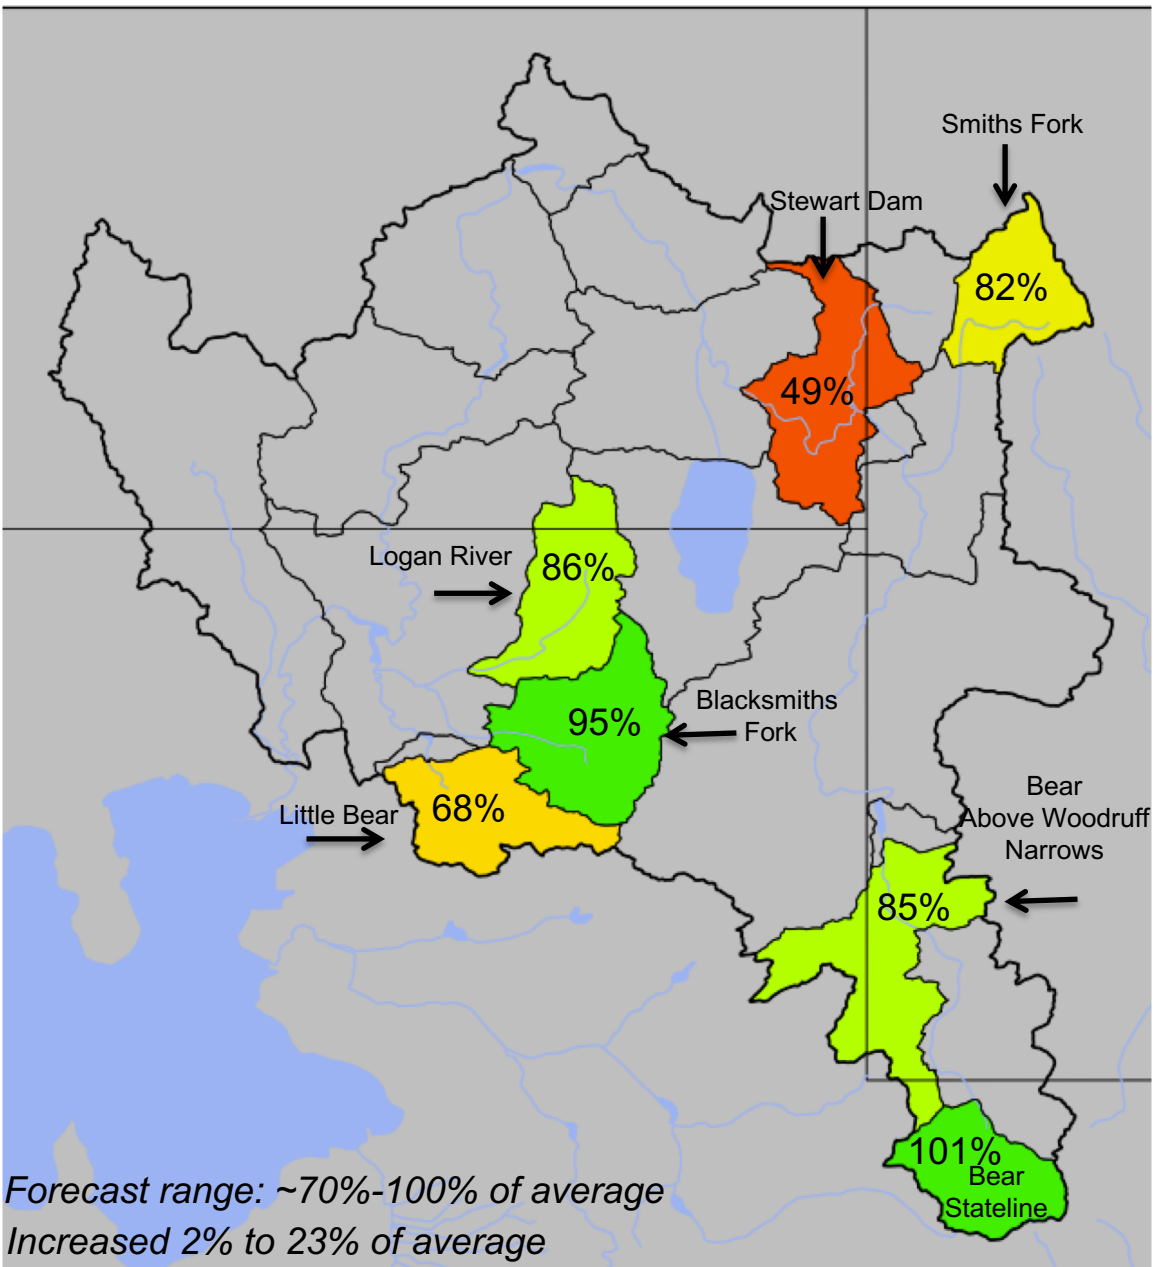 Smiths Fork
Stewart Dam
82%
49%
Logan River
86%
Blacksmiths
Fork
95%
Little Bear
68%
Bear
Above Woodruff
Narrows
85%
101%
Bear
Stateline
Forecast range: ~70%-100% of average
Increased 2% to 23% of average